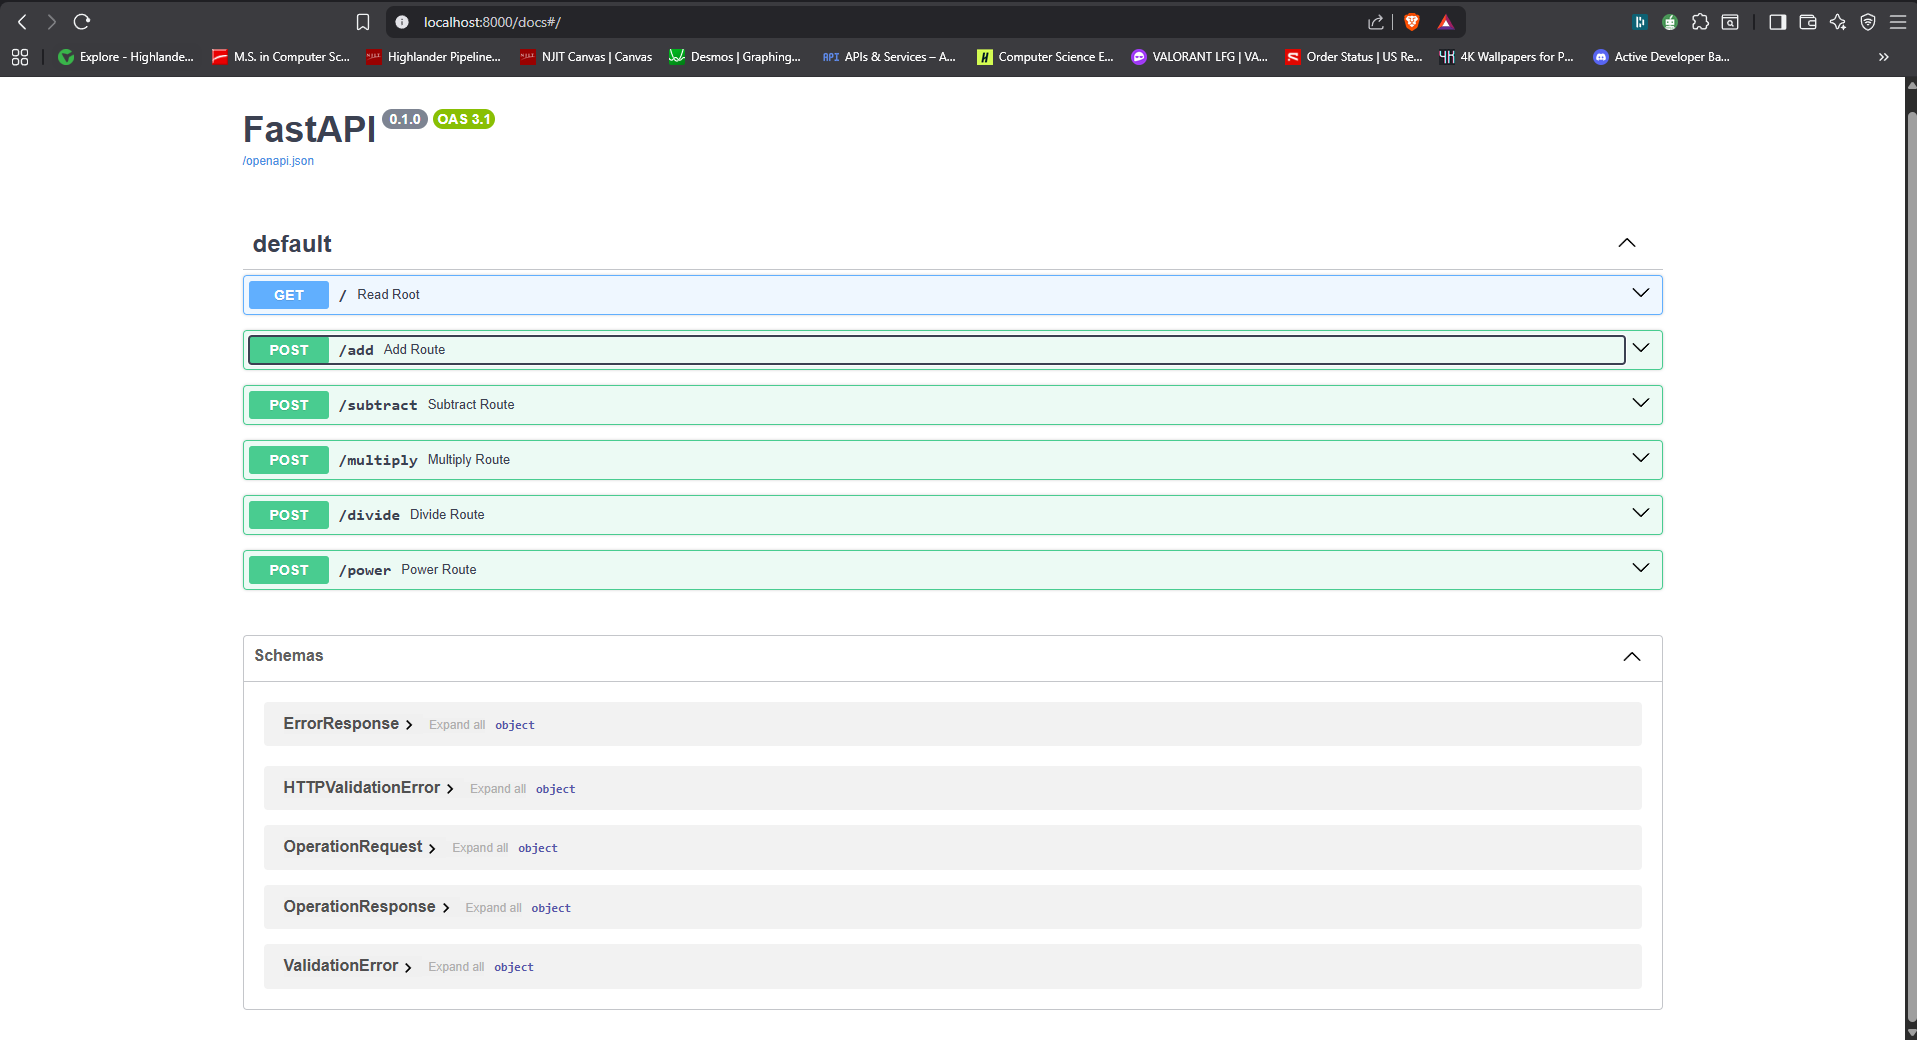 localhost:8000/docs#/
Explore - Highlande... M.S. in Computer Sc... Highlander Pipeline... NJIT Canvas | Canvas Desmos | Graphing... API APIs & Services – A... Computer Science E... VALORANT LFG | VA... Order Status | US Re... 4K Wallpapers for P... Active Developer Ba...
FastAPI 0.1.0 OAS 3.1
/openapi.json
default
GET / Read Root
POST /add Add Route
POST /subtract Subtract Route
POST /multiply Multiply Route
POST /divide Divide Route
POST /power Power Route
Schemas
ErrorResponse Expand all object
HTTPValidationError Expand all object
OperationRequest Expand all object
OperationResponse Expand all object
ValidationError Expand all object